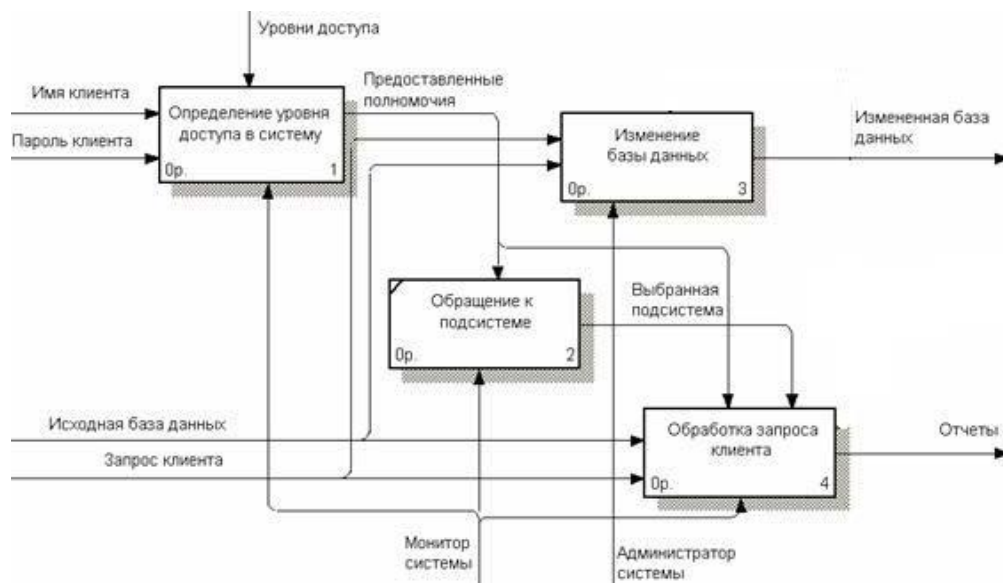 Уровни доступа
Имя клиента
Пароль клиента
Определение уровня
доступа в систему
0р.
1
Предоставленные
полномочия
Изменение
базы данных
0р.
3
Измененная база
данных
Обращение к
подсистеме
0р.
2
Выбранная
подсистема
Исходная база данных
Запрос клиента
Обработка запроса
клиента
0р.
4
Отчеты
Монитор
системы
Администратор
системы